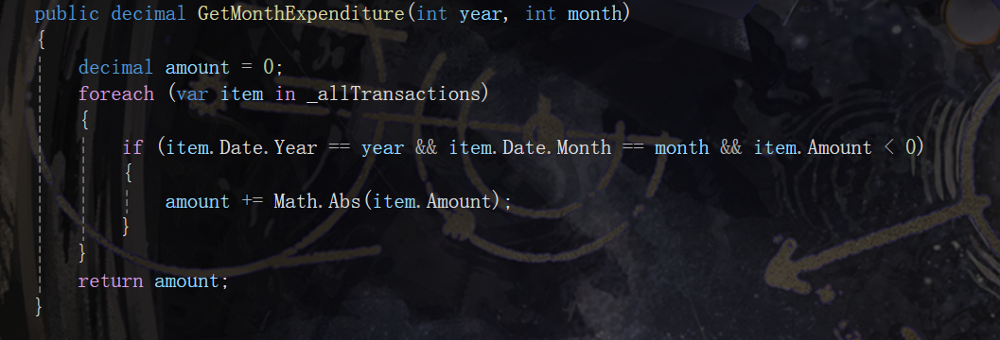 public decimal GetMonthExpenditure(int year, int month)
{
decimal amount = 0;
foreach (var item in _allTransactions)
{
if (item.Date.Year == year && item.Date.Month == month && item.Amount < 0)
{
amount += Math.Abs(item.Amount);
}
}
return amount;
}